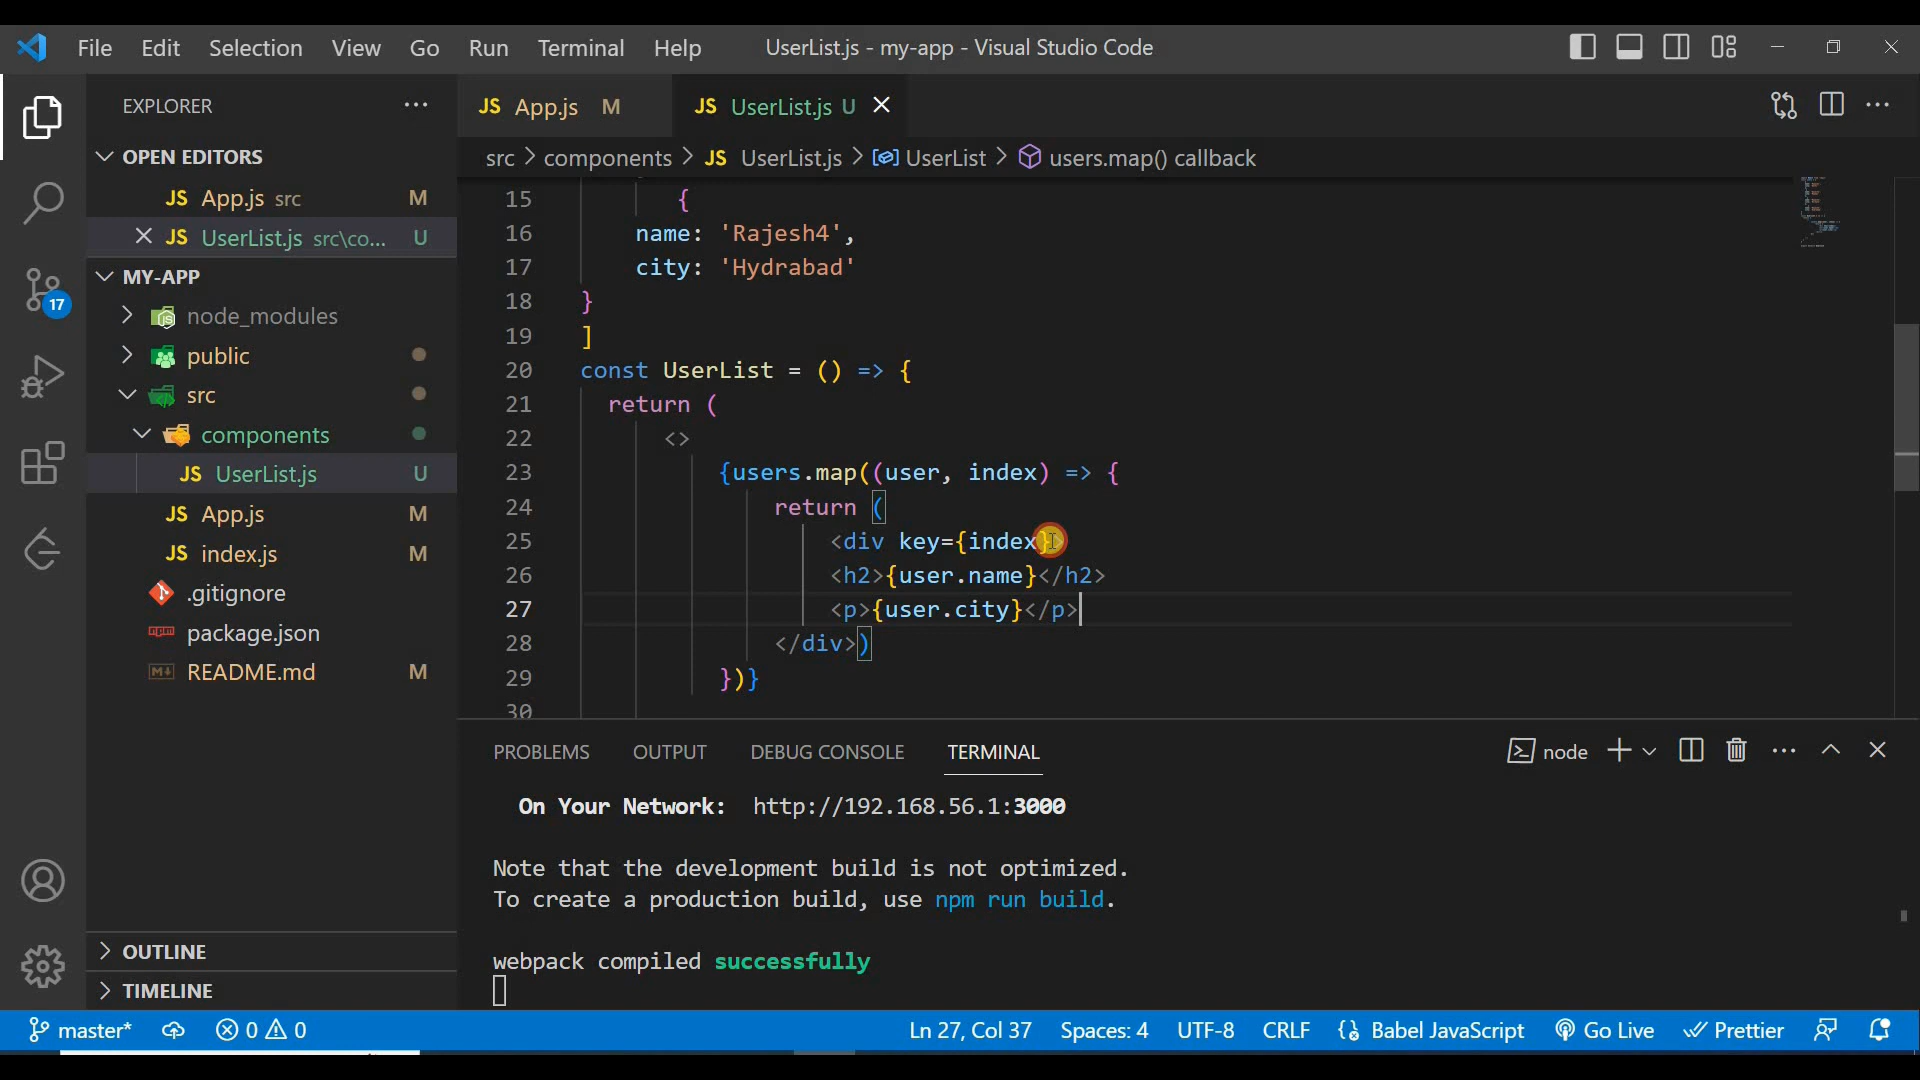 File Edit Selection View Go Run Terminal Help UserList.js - my-app - Visual Studio Code
EXPLORER
OPEN EDITORS
JS App.js src M
JS UserList.js src\co... U
MY-APP
node_modules
public
src
components
JS UserList.js U
JS App.js M
JS index.js M
.gitignore
package.json
README.md M
OUTLINE
TIMELINE
17
JS App.js M JS UserList.js U
src > components > JS UserList.js > UserList > users.map() callback
15 {
16 name: 'Rajesh4',
17 city: 'Hydrabad'
18 }
19 ]
20 const UserList = () => {
21 return (
22 <>
23 {users.map((user, index) => {
24 return (
25 <div key={index}>
26 <h2>{user.name}</h2>
27 <p>{user.city}</p>
28 </div>)
29 })}
30
PROBLEMS OUTPUT DEBUG CONSOLE TERMINAL node
On Your Network: http://192.168.56.1:3000
Note that the development build is not optimized.
To create a production build, use npm run build.
webpack compiled successfully
master* 0 0 Ln 27, Col 37 Spaces: 4 UTF-8 CRLF Babel JavaScript Go Live Prettier